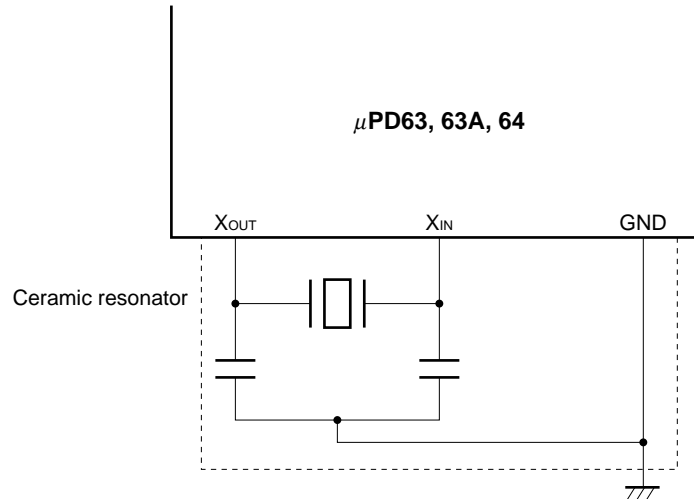 μPD63, 63A, 64
XOUT XIN GND
Ceramic resonator